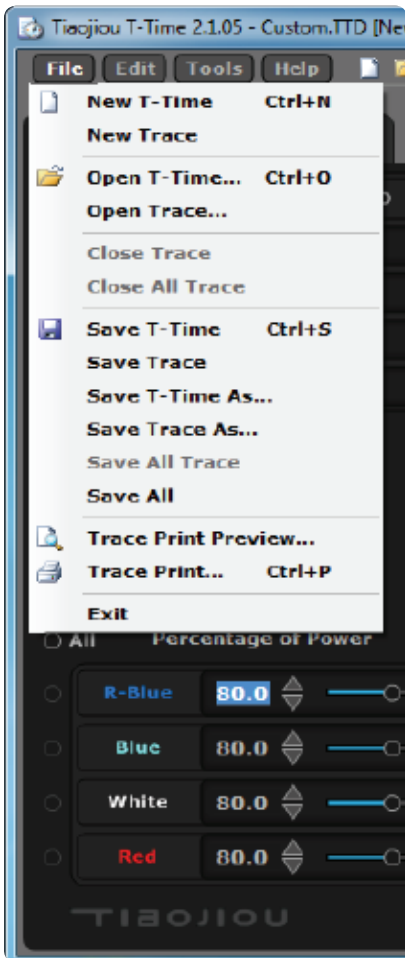 Tiaojiou T-Time 2.1.05 - Custom.TTD [Ne
File Edit Tools Help
New T-Time Ctrl+N
New Trace
Open T-Time... Ctrl+O
Open Trace...
Close Trace
Close All Trace
Save T-Time Ctrl+S
Save Trace
Save T-Time As...
Save Trace As...
Save All Trace
Save All
Trace Print Preview...
Trace Print... Ctrl+P
Exit
All Percentage of Power
R-Blue 80.0
Blue 80.0
White 80.0
Red 80.0
TIAOJIOU